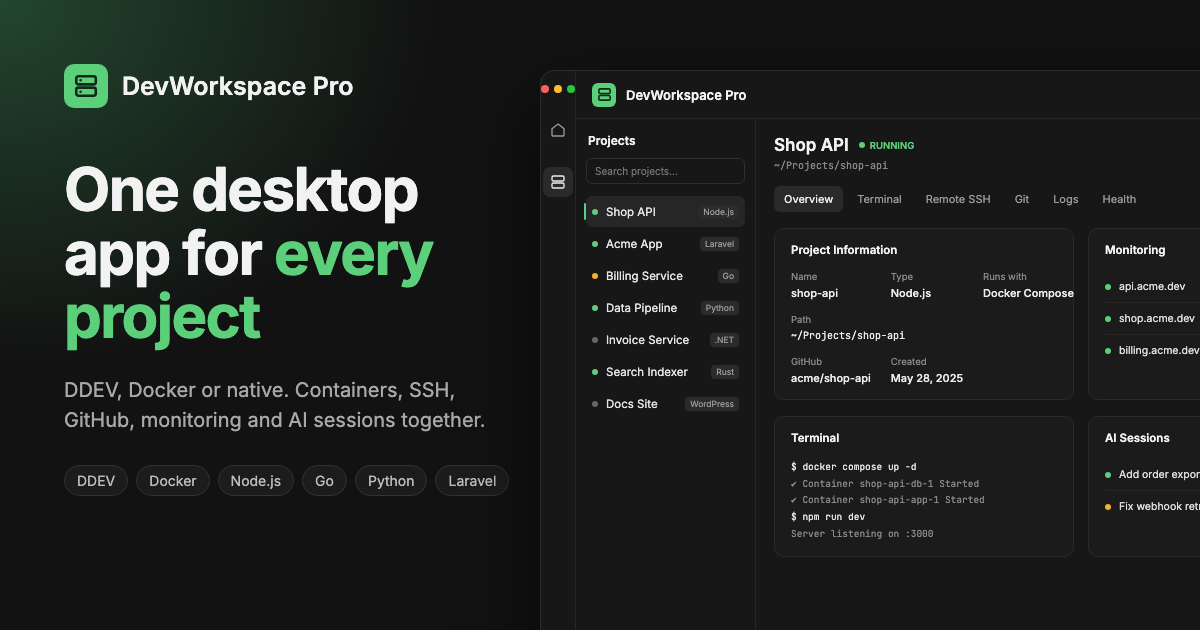 DevWorkspace Pro
One desktop
app for every
project
DDEV, Docker or native. Containers, SSH,
GitHub, monitoring and AI sessions together.
DDEV Docker Node.js Go Python Laravel
DevWorkspace Pro
Projects
Search projects...
Shop API Node.js
Acme App Laravel
Billing Service Go
Data Pipeline Python
Invoice Service .NET
Search Indexer Rust
Docs Site WordPress
Shop API RUNNING
~/Projects/shop-api
Overview Terminal Remote SSH Git Logs Health
Project Information
Name Type Runs with
shop-api Node.js Docker Compose
Path
~/Projects/shop-api
GitHub Created
acme/shop-api May 28, 2025
Monitoring
api.acme.dev
shop.acme.dev
billing.acme.dev
Terminal
$ docker compose up -d
✔ Container shop-api-db-1 Started
✔ Container shop-api-app-1 Started
$ npm run dev
Server listening on :3000
AI Sessions
Add order expor
Fix webhook retr